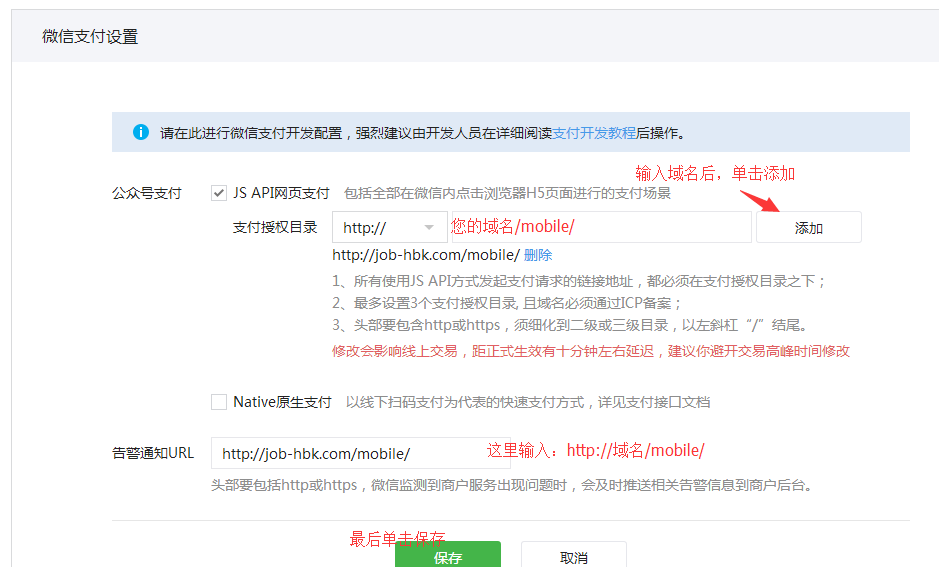 微信支付设置
请在此进行微信支付开发配置，强烈建议由开发人员在详细阅读支付开发教程后操作。
输入域名后，单击添加
公众号支付 JS API网页支付 包括全部在微信内点击浏览器H5页面进行的支付场景
支付授权目录 http:// 您的域名/mobile/ 添加
http://job-hbk.com/mobile/ 删除
1、所有使用JS API方式发起支付请求的链接地址，都必须在支付授权目录之下；
2、最多设置3个支付授权目录, 且域名必须通过ICP备案；
3、头部要包含http或https，须细化到二级或三级目录，以左斜杠“/”结尾。
修改会影响线上交易，距正式生效有十分钟左右延迟，建议你避开交易高峰时间修改
Native原生支付 以线下扫码支付为代表的快速支付方式，详见支付接口文档
告警通知URL http://job-hbk.com/mobile/ 这里输入：http://域名/mobile/
头部要包括http或https，微信监测到商户服务出现问题时，会及时推送相关告警信息到商户后台。
最后单击保存
保存 取消